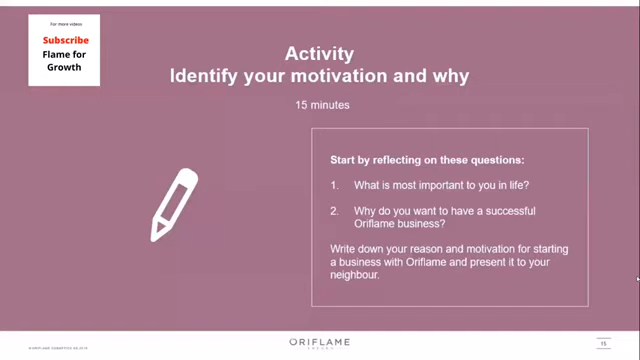 For more videos
Subscribe
Flame for
Growth
Activity
Identify your motivation and why
15 minutes
Start by reflecting on these questions:
1. What is most important to you in life?
2. Why do you want to have a successful
Oriflame business?
Write down your reason and motivation for starting
a business with Oriflame and present it to your
neighbour.
ORIFLAME
SWEDEN
15